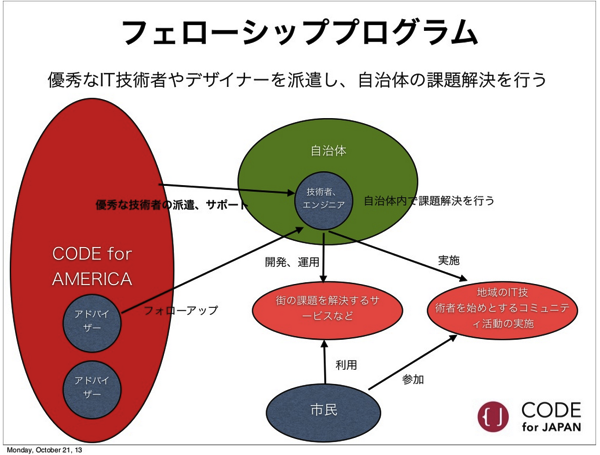 フェローシッププログラム
優秀なIT技術者やデザイナーを派遣し、自治体の課題解決を行う
自治体
技術者、
エンジニア
優秀な技術者の派遣、サポート
自治体内で課題解決を行う
CODE for
AMERICA
開発、運用
実施
アドバイ
ザー
フォローアップ
街の課題を解決するサ
ービスなど
地域のIT技
術者を始めとするコミュニテ
ィ活動の実施
アドバイ
ザー
利用
参加
市民
CODE
for JAPAN
Monday, October 21, 13